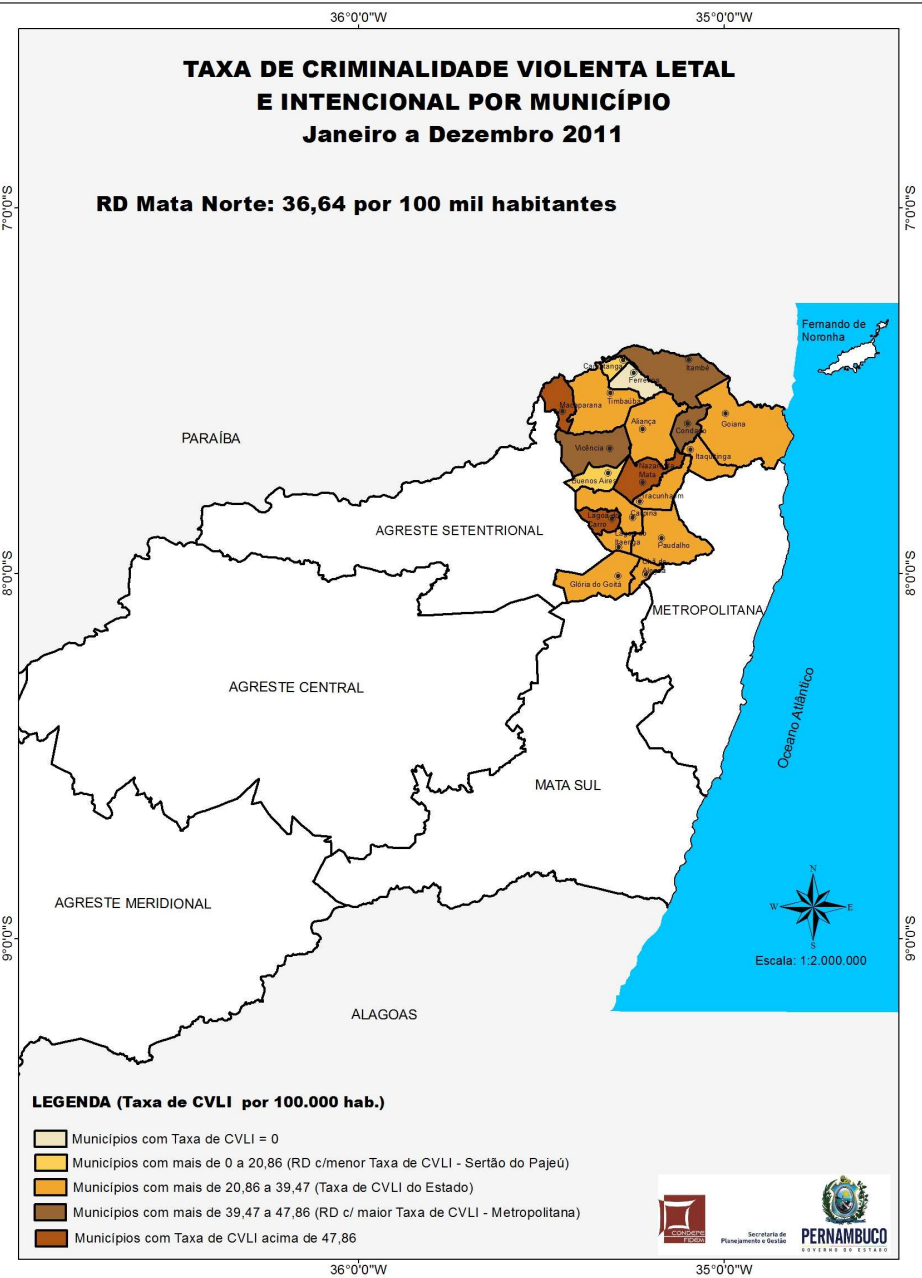 36°0'0"W
35°0'0"W
TAXA DE CRIMINALIDADE VIOLENTA LETAL
E INTENCIONAL POR MUNICÍPIO
Janeiro a Dezembro 2011
RD Mata Norte: 36,64 por 100 mil habitantes
7°0'0"S
7°0'0"S
Fernando de
Noronha
Itambé
Timbaúba
Macaparana
Aliança
Goiana
Condado
PARAÍBA
Violência
Itaquitinga
Mata
Buenos Aires
AGRESTE SETENTRIONAL
Carpina
Lagoa do
Carro
Itaenga
Paudalho
8°0'0"S
8°0'0"S
Glória do Goitá
METROPOLITANA
AGRESTE CENTRAL
Oceano Atlântico
MATA SUL
AGRESTE MERIDIONAL
N
W
E
S
9°0'0"S
9°0'0"S
Escala: 1:2.000.000
ALAGOAS
LEGENDA (Taxa de CVLI por 100.000 hab.)
Municípios com Taxa de CVLI = 0
Municípios com mais de 0 a 20,86 (RD c/menor Taxa de CVLI - Sertão do Pajeú)
Municípios com mais de 20,86 a 39,47 (Taxa de CVLI do Estado)
Municípios com mais de 39,47 a 47,86 (RD c/ maior Taxa de CVLI - Metropolitana)
Municípios com Taxa de CVLI acima de 47,86
CONDEPE
FIDEM
Secretaria de
Planejamento e Gestão
PERNAMBUCO
GOVERNO DO ESTADO
36°0'0"W
35°0'0"W